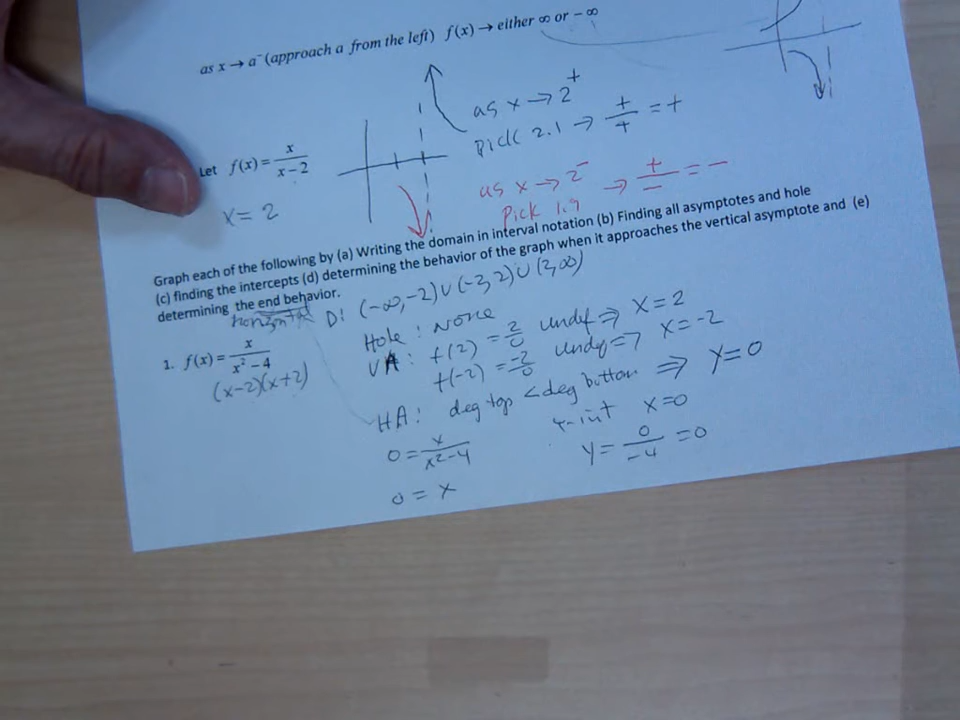 as x → a⁻ (approach a from the left) f(x) → either ∞ or − ∞
as x → 2⁺
Pick 2.1 → +/+ = +
Let f(x) = x/(x−2)
x = 2
as x → 2⁻ → +/− = −
Pick 1.9
Graph each of the following by (a) Writing the domain in interval notation (b) Finding all asymptotes and hole
(c) finding the intercepts (d) determining the behavior of the graph when it approaches the vertical asymptote and (e)
determining the end behavior.
horizontal
D: (-∞, -2) ∪ (-2, 2) ∪ (2, ∞)
Hole: None
1. f(x) = x/(x² − 4)
(x-2)(x+2)
VA: f(2) = 2/0 undf ⇒ x = 2
f(-2) = -2/0 undf ⇒ x = -2
HA: deg top < deg button ⇒ y = 0
0 = x/(x²-4)
y-int x = 0
y = 0/-4 = 0
0 = x